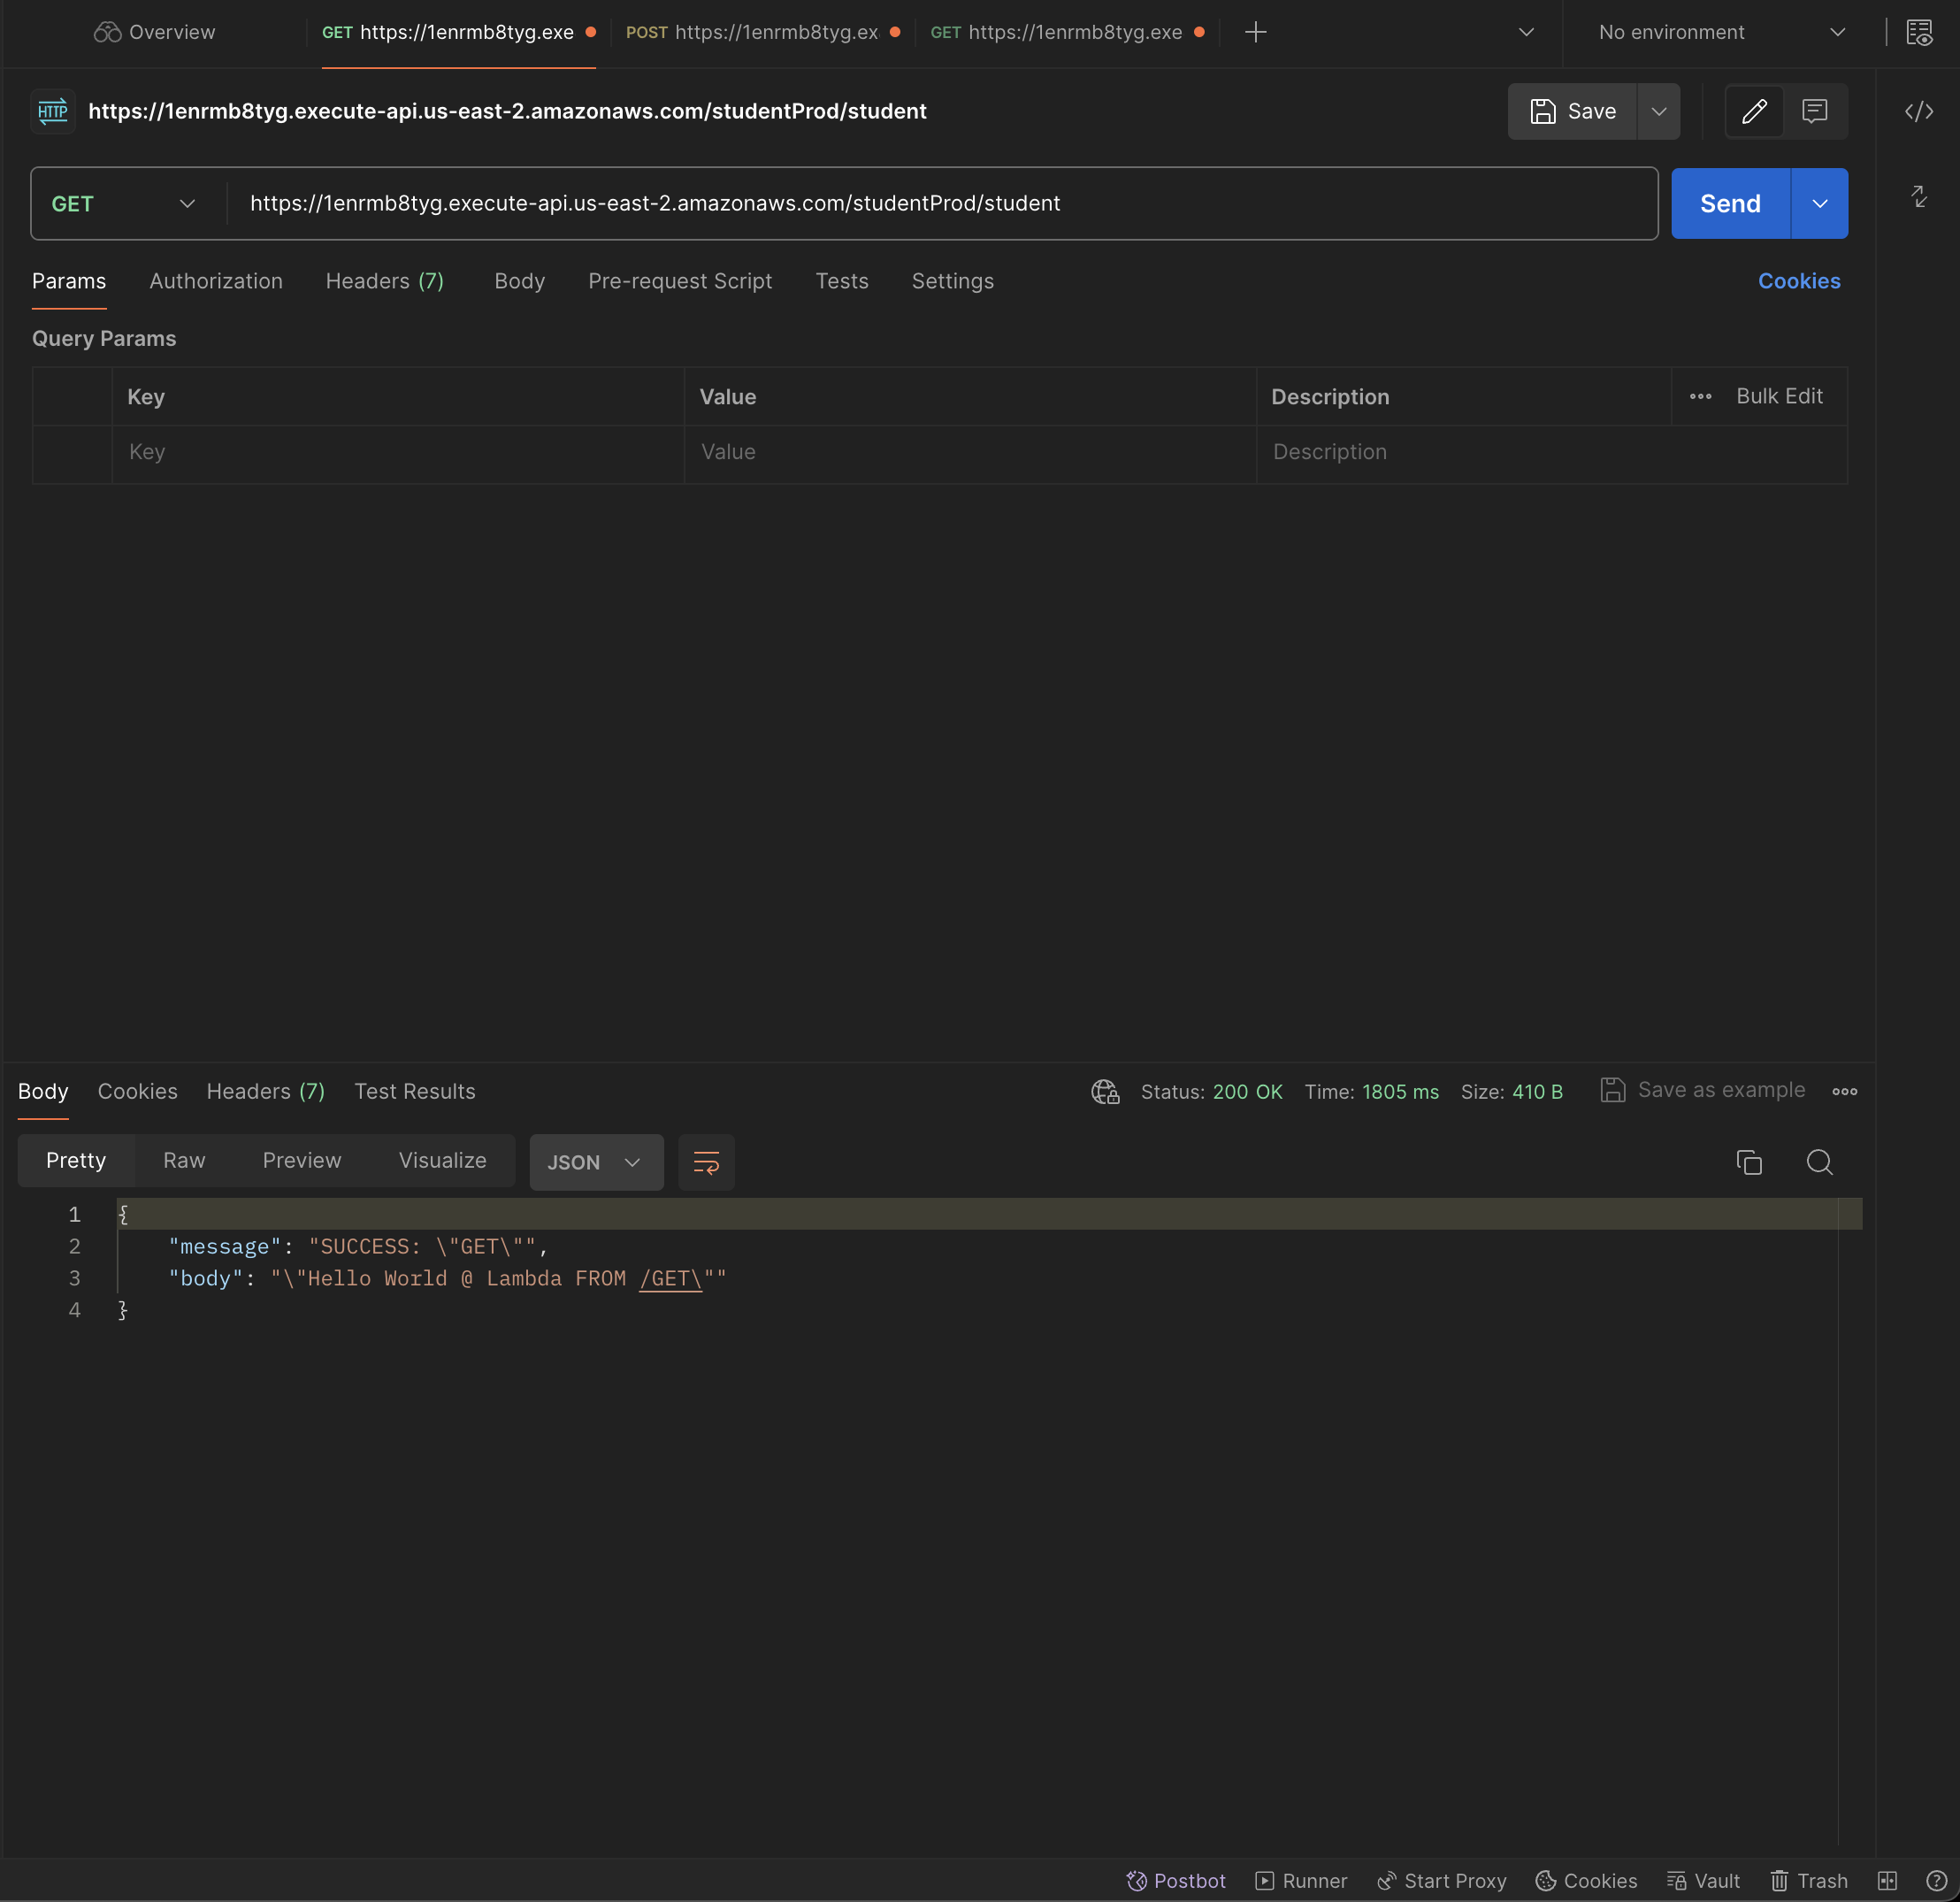 Overview GET https://1enrmb8tyg.exe POST https://1enrmb8tyg.ex GET https://1enrmb8tyg.exe No environment
HTTP https://1enrmb8tyg.execute-api.us-east-2.amazonaws.com/studentProd/student Save
GET https://1enrmb8tyg.execute-api.us-east-2.amazonaws.com/studentProd/student Send
Params Authorization Headers (7) Body Pre-request Script Tests Settings Cookies
Query Params
Key Value Description Bulk Edit
Key Value Description
Body Cookies Headers (7) Test Results Status: 200 OK Time: 1805 ms Size: 410 B Save as example
Pretty Raw Preview Visualize JSON
1 {
2 "message": "SUCCESS: \"GET\"",
3 "body": "\"Hello World @ Lambda FROM /GET\""
4 }
Postbot Runner Start Proxy Cookies Vault Trash